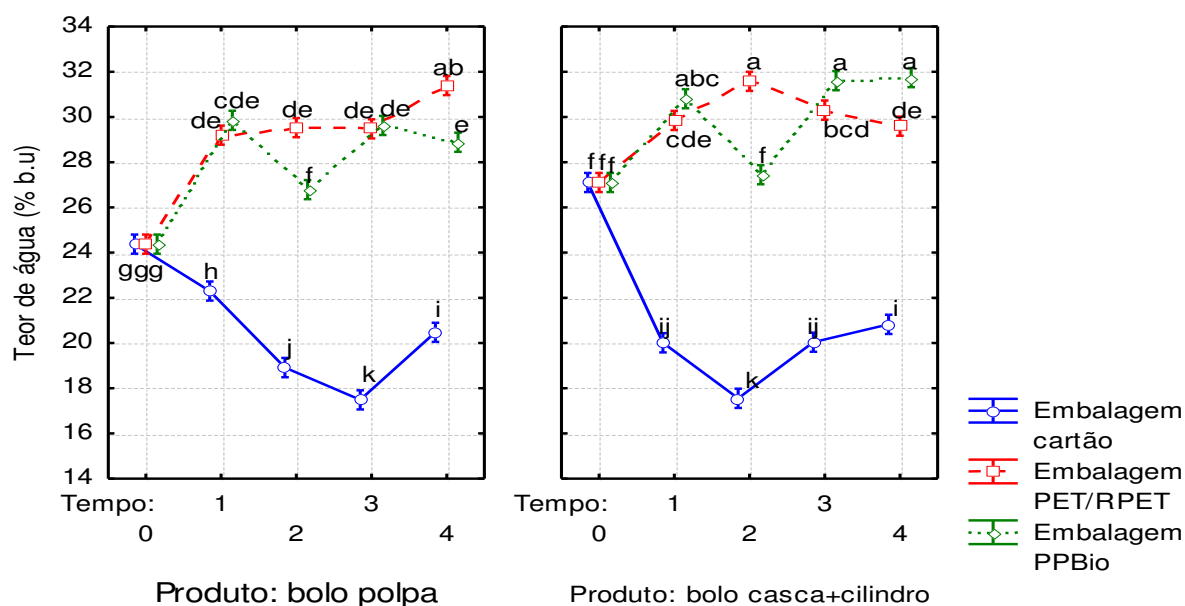 34
32
30
28
26
24
22
20
18
16
14
Teor de água (% b.u)
ggg
h
j
k
i
de
cde
de
f
de
de
ab
e
Tempo:
0
1
2
3
4
Produto: bolo polpa
f
f
f
ij
k
ij
i
cde
abc
a
f
bcd
a
de
a
Tempo:
0
1
2
3
4
Produto: bolo casca+cilindro
Embalagem
cartão
Embalagem
PET/RPET
Embalagem
PPBio